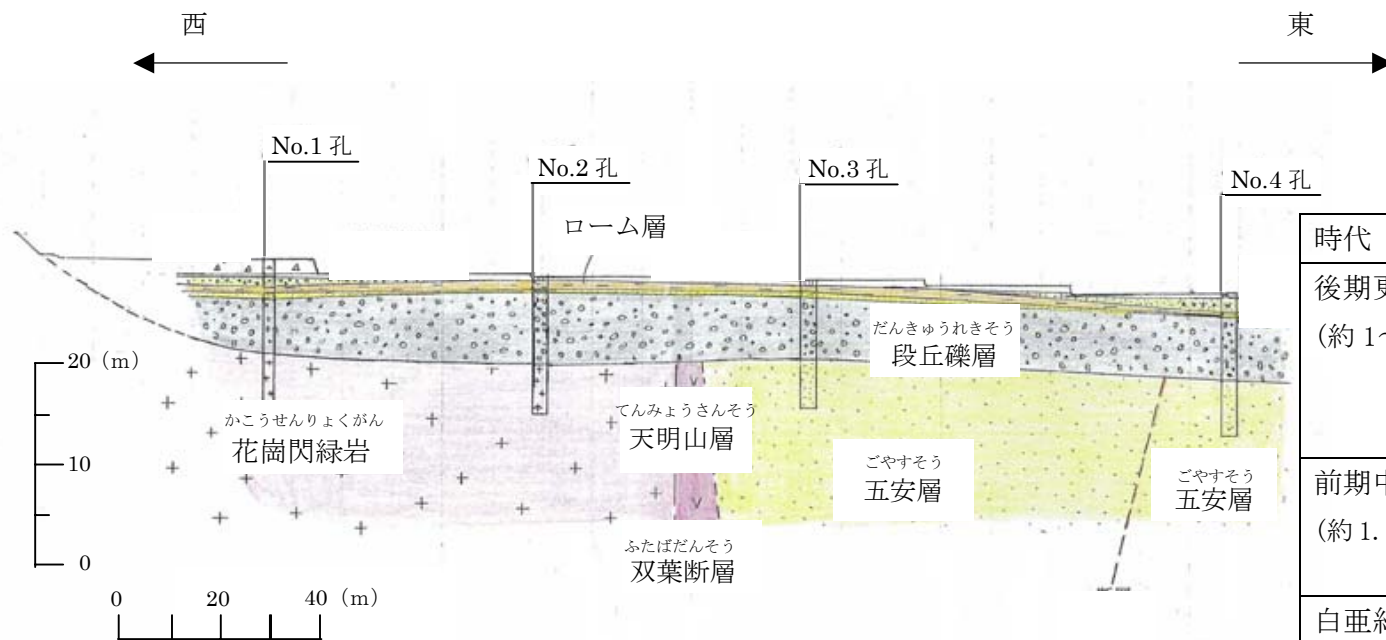 西
東
No.1 孔
No.2 孔
No.3 孔
No.4 孔
ローム層
だんきゅうれきそう
段丘礫層
20 (m)
10
0
かこうせんりょくがん
花崗閃緑岩
てんみょうさんそう
天明山層
ごやすそう
五安層
ごやすそう
五安層
ふたばだんそう
双葉断層
0 20 40 (m)
時代
後期更
(約 1~
前期中
(約 1.
白亜紀